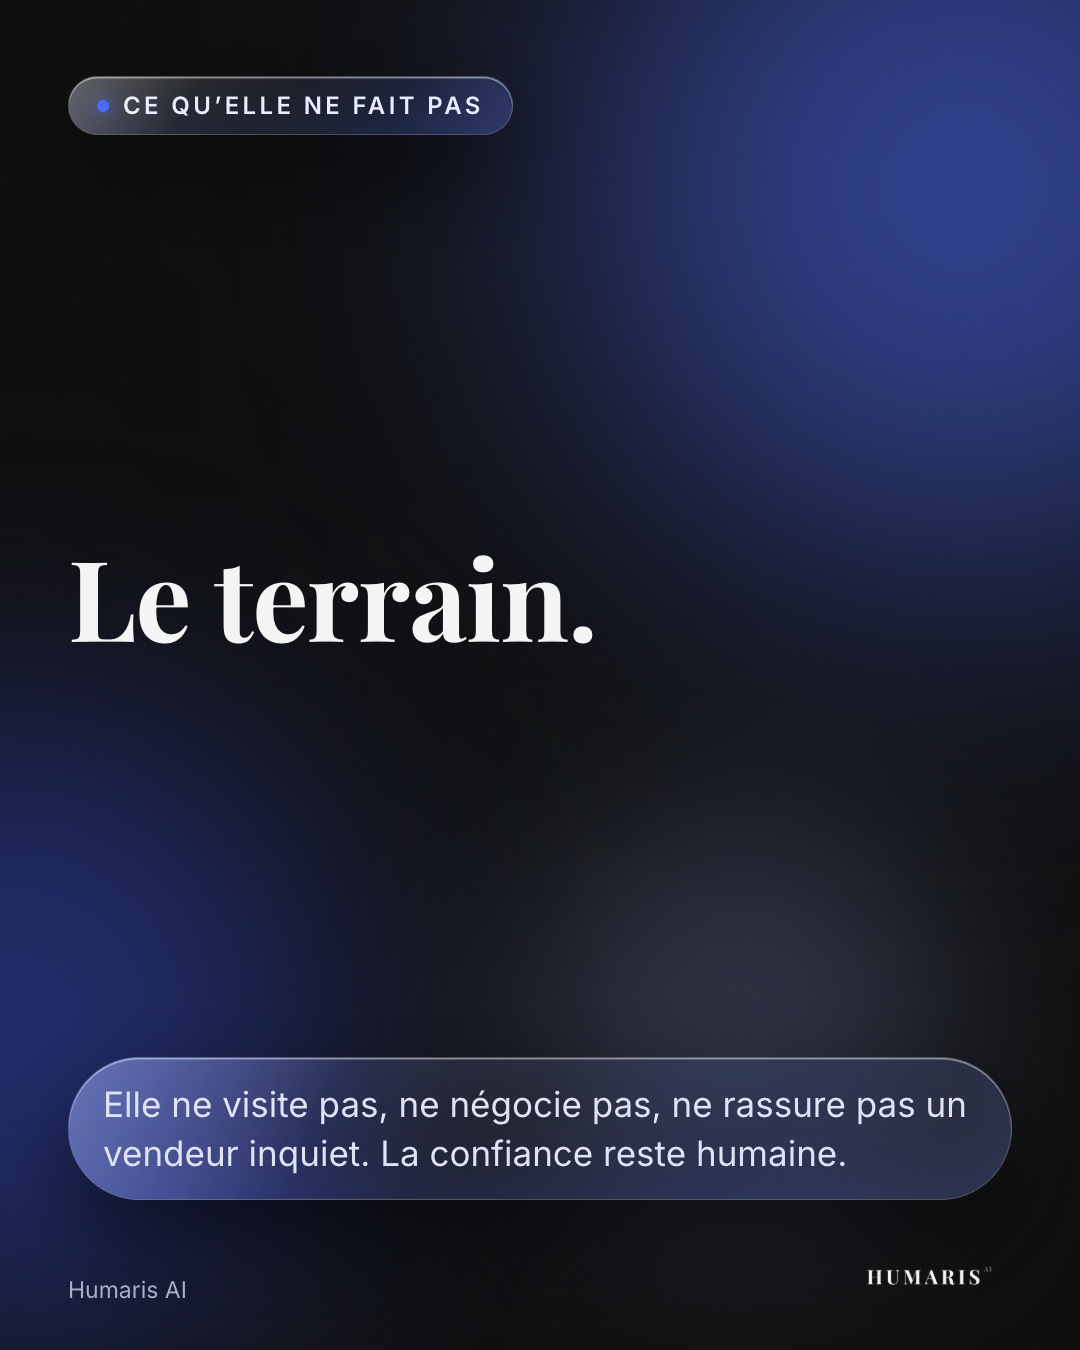 CE QU’ELLE NE FAIT PAS
Le terrain.
Elle ne visite pas, ne négocie pas, ne rassure pas un
vendeur inquiet. La confiance reste humaine.
Humaris AI
HUMARIS AI